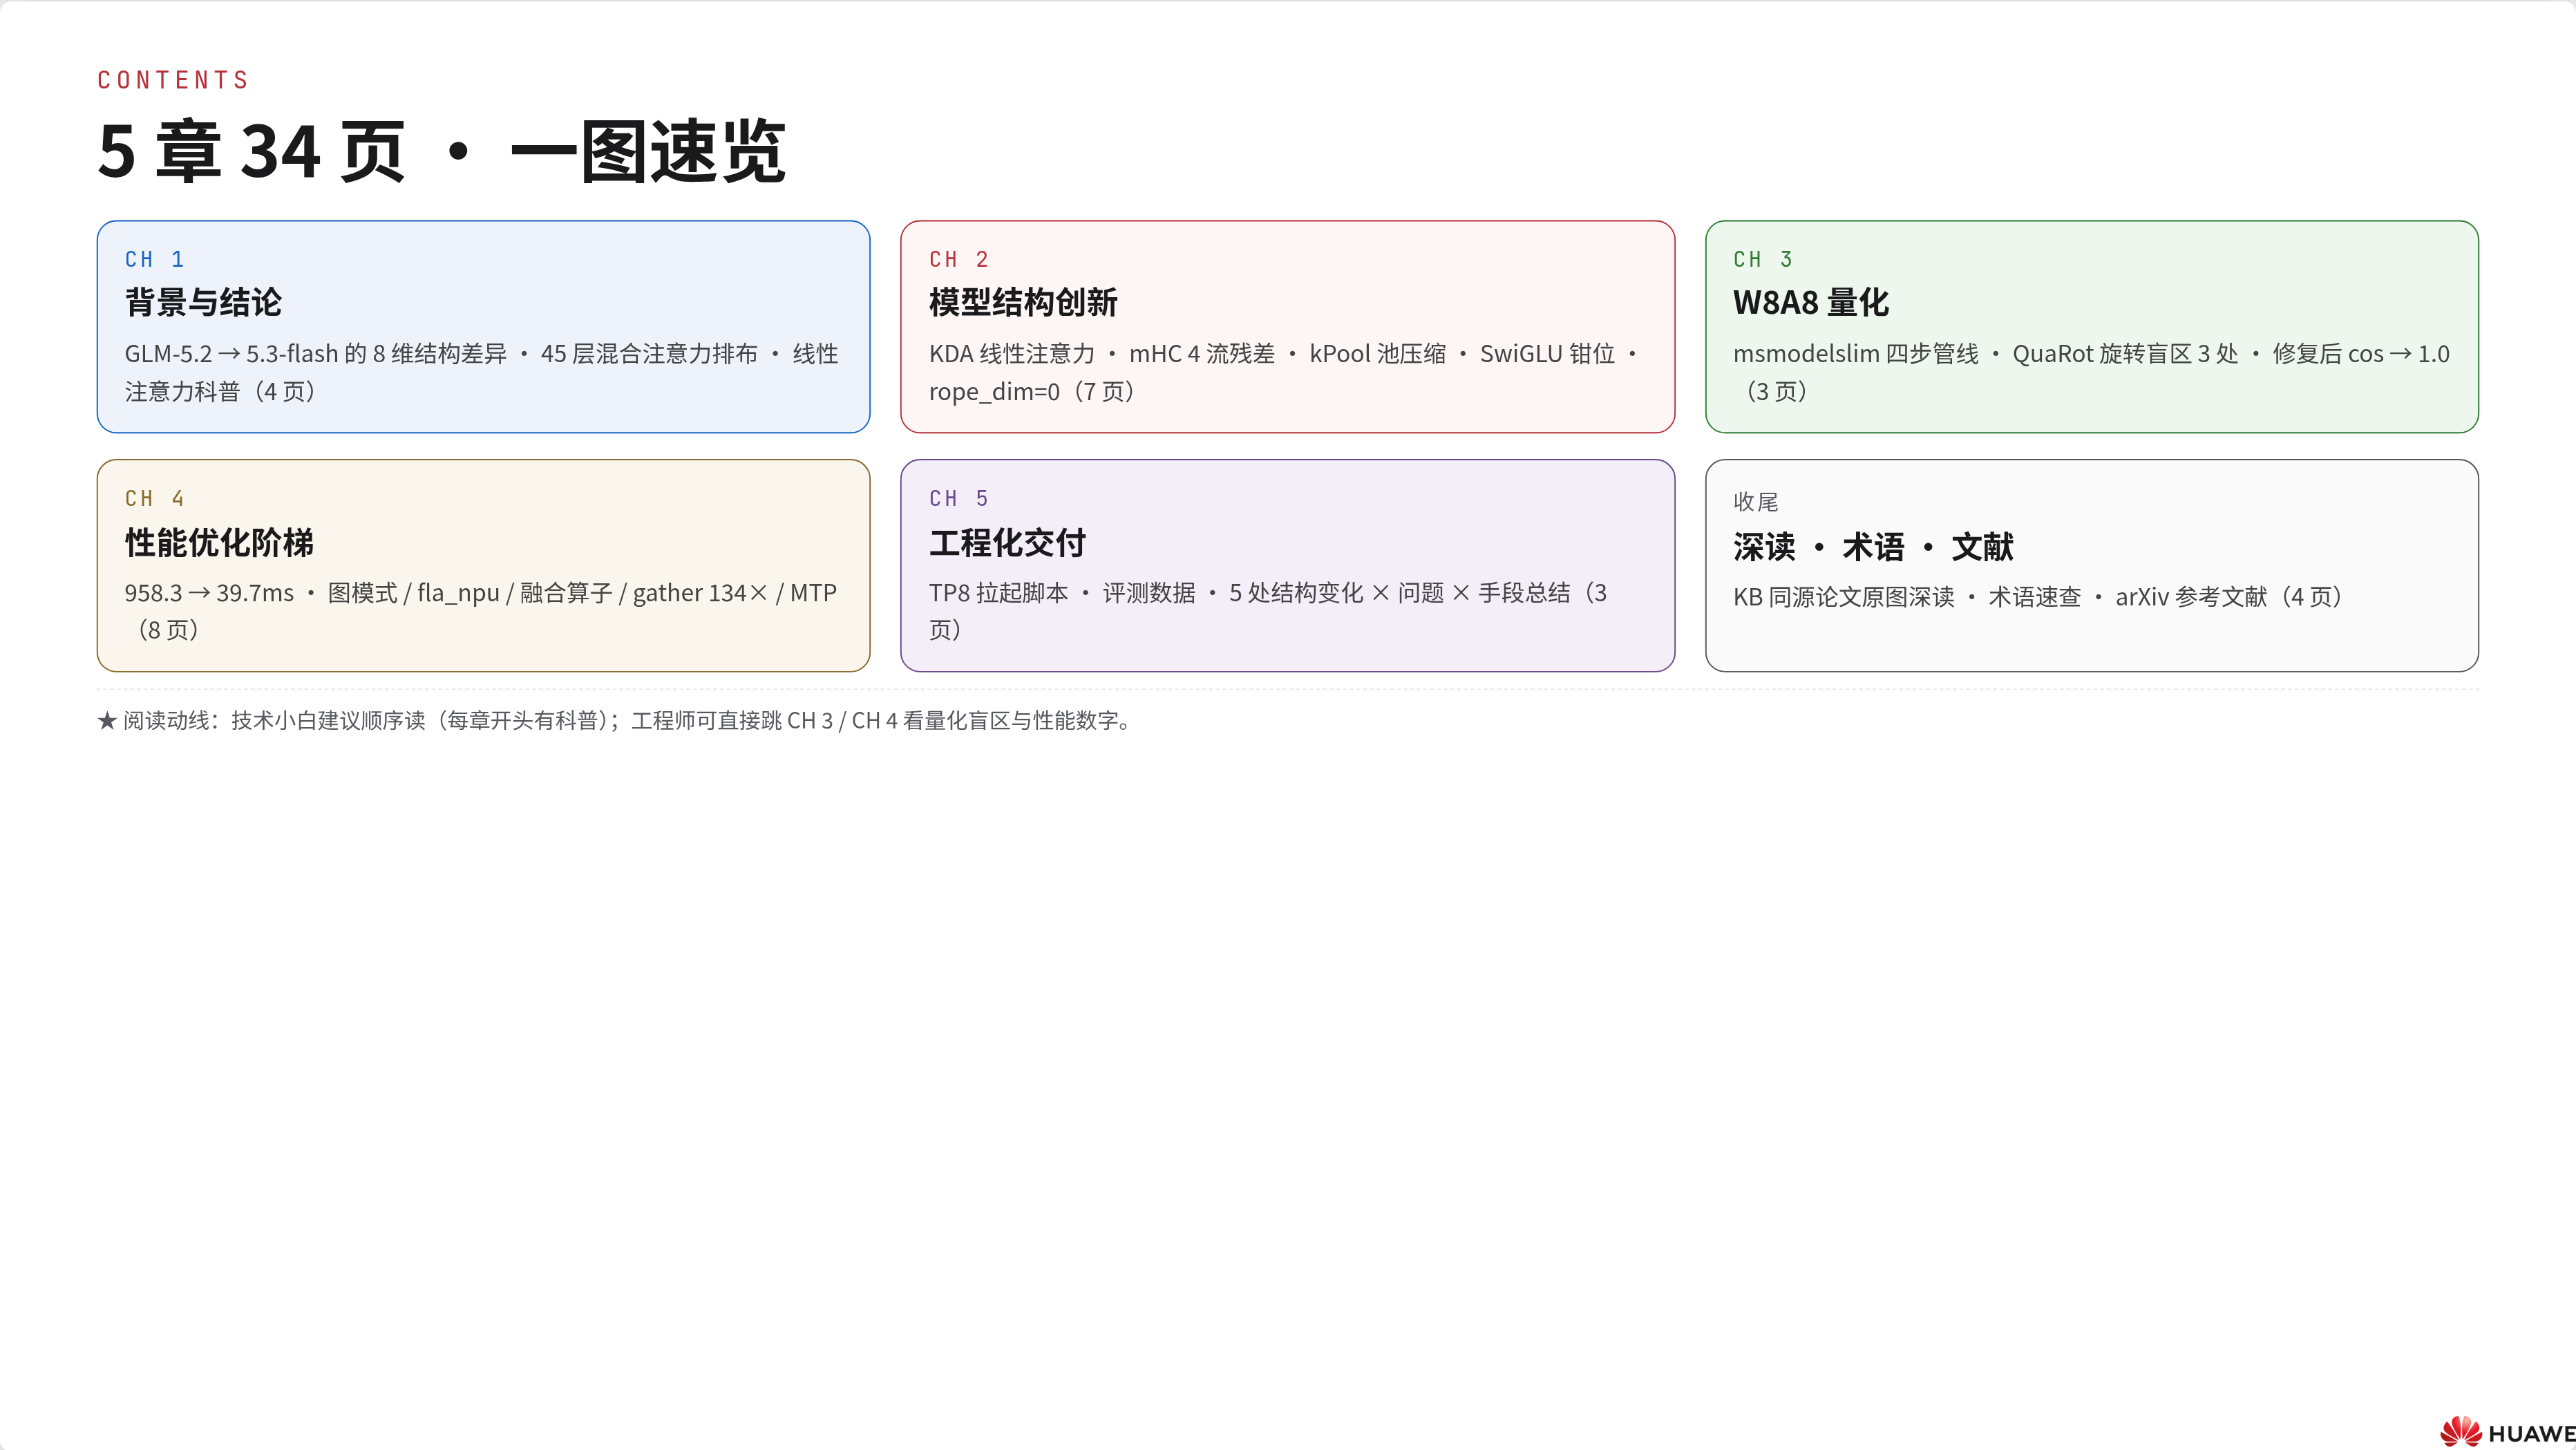 CONTENTS
5 章 34 页 · 一图速览
CH 1
背景与结论
GLM-5.2 → 5.3-flash 的 8 维结构差异 · 45 层混合注意力排布 · 线性
注意力科普（4 页）
CH 2
模型结构创新
KDA 线性注意力 · mHC 4 流残差 · kPool 池压缩 · SwiGLU 钳位 ·
rope_dim=0（7 页）
CH 3
W8A8 量化
msmodelslim 四步管线 · QuaRot 旋转盲区 3 处 · 修复后 cos → 1.0
（3 页）
CH 4
性能优化阶梯
958.3 → 39.7ms · 图模式 / fla_npu / 融合算子 / gather 134× / MTP
（8 页）
CH 5
工程化交付
TP8 拉起脚本 · 评测数据 · 5 处结构变化 × 问题 × 手段总结（3
页）
收尾
深读 · 术语 · 文献
KB 同源论文原图深读 · 术语速查 · arXiv 参考文献（4 页）
★ 阅读动线：技术小白建议顺序读（每章开头有科普）；工程师可直接跳 CH 3 / CH 4 看量化盲区与性能数字。
HUAWE